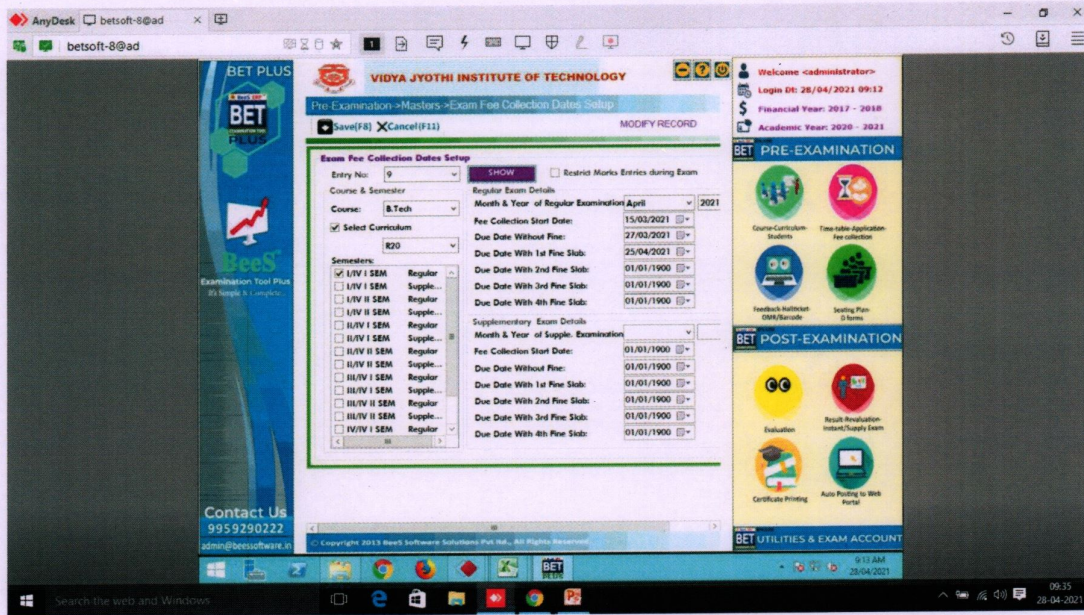 AnyDesk betsoft-8@ad
betsoft-8@ad
1
BET PLUS
BeeS ERP
BET
EXAMINATION TOOL
PLUS
BeeS
Examination Tool Plus
It's Simple & Complete...
Contact Us
9959290222
admin@beessoftware.in
VIDYA JYOTHI INSTITUTE OF TECHNOLOGY
Pre-Examination->Masters->Exam Fee Collection Dates Setup
Save(F8) Cancel(F11) MODIFY RECORD
Exam Fee Collection Dates Setup
Entry No: 9 SHOW Restrict Marks Entries during Exam
Course & Semester
Course: B.Tech
Select Curriculum
R20
Semesters:
I/IV I SEM Regular
I/IV I SEM Supple...
I/IV II SEM Regular
I/IV II SEM Supple...
II/IV I SEM Regular
II/IV I SEM Supple...
II/IV II SEM Regular
II/IV II SEM Supple...
III/IV I SEM Regular
III/IV I SEM Supple...
III/IV II SEM Regular
III/IV II SEM Supple...
IV/IV I SEM Regular
Regular Exam Details
Month & Year of Regular Examination April 2021
Fee Collection Start Date: 15/03/2021
Due Date Without Fine: 27/03/2021
Due Date With 1st Fine Slab: 25/04/2021
Due Date With 2nd Fine Slab: 01/01/1900
Due Date With 3rd Fine Slab: 01/01/1900
Due Date With 4th Fine Slab: 01/01/1900
Supplementary Exam Details
Month & Year of Supple. Examination
Fee Collection Start Date: 01/01/1900
Due Date Without Fine: 01/01/1900
Due Date With 1st Fine Slab: 01/01/1900
Due Date With 2nd Fine Slab: 01/01/1900
Due Date With 3rd Fine Slab: 01/01/1900
Due Date With 4th Fine Slab: 01/01/1900
© Copyright 2013 BeeS Software Solutions Pvt ltd., All Rights Reserved
Welcome <administrator>
Login Dt: 28/04/2021 09:12
Financial Year: 2017 - 2018
Academic Year: 2020 - 2021
BET PRE-EXAMINATION
Course-Curriculum-
Students
Time-table-Application-
Fee collection
Feedback-Hallticket-
OMR/Barcode
Seating Plan-
D forms
BET POST-EXAMINATION
Evaluation
Result-Revaluation-
Instant/Supply Exam
Certificate Printing
Auto Posting to Web
Portal
BET UTILITIES & EXAM ACCOUNT
BET
PLUS
9:13 AM
28/04/2021
Search the web and Windows
09:35
28-04-2021